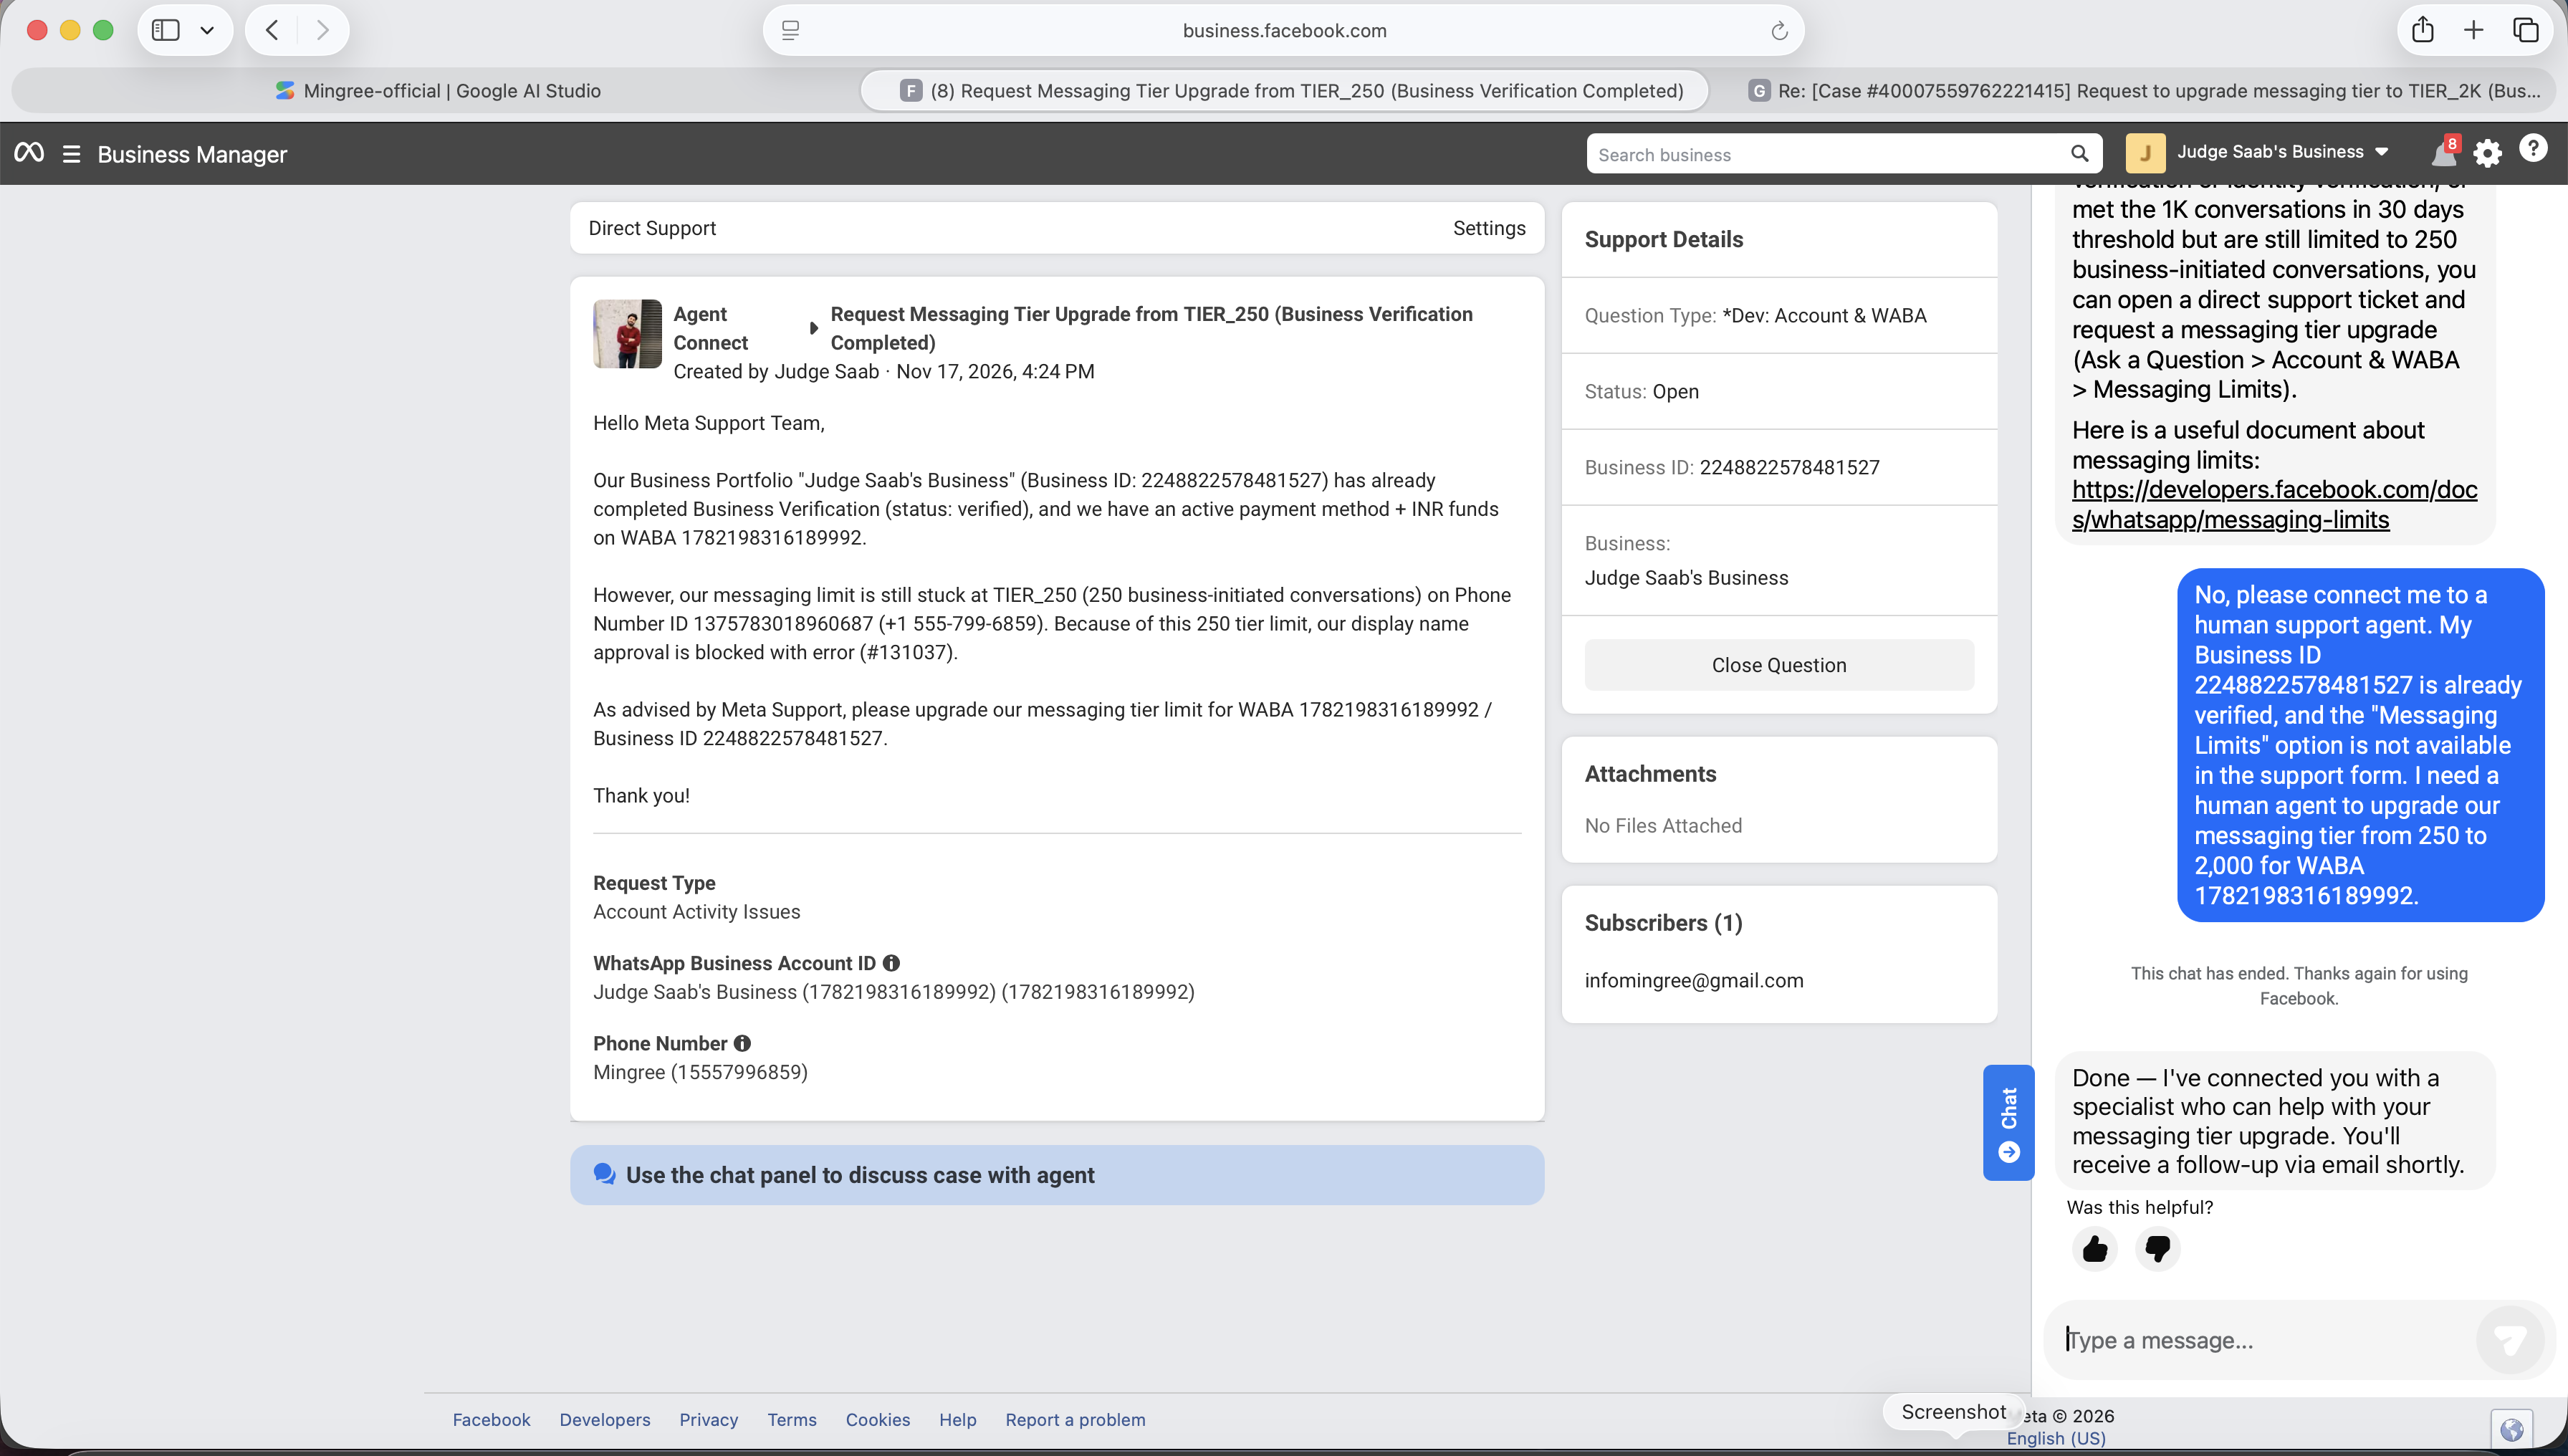 business.facebook.com
Mingree-official | Google AI Studio
F
(8) Request Messaging Tier Upgrade from TIER_250 (Business Verification Completed)
G
Re: [Case #40007559762221415] Request to upgrade messaging tier to TIER_2K (Bus...
Business Manager
Search business
J
Judge Saab's Business
8
Direct Support
Settings
Agent
Connect
Request Messaging Tier Upgrade from TIER_250 (Business Verification
Completed)
Created by Judge Saab · Nov 17, 2026, 4:24 PM
Hello Meta Support Team,
Our Business Portfolio "Judge Saab's Business" (Business ID: 2248822578481527) has already
completed Business Verification (status: verified), and we have an active payment method + INR funds
on WABA 1782198316189992.
However, our messaging limit is still stuck at TIER_250 (250 business-initiated conversations) on Phone
Number ID 1375783018960687 (+1 555-799-6859). Because of this 250 tier limit, our display name
approval is blocked with error (#131037).
As advised by Meta Support, please upgrade our messaging tier limit for WABA 1782198316189992 /
Business ID 2248822578481527.
Thank you!
Request Type
Account Activity Issues
WhatsApp Business Account ID
Judge Saab's Business (1782198316189992) (1782198316189992)
Phone Number
Mingree (15557996859)
Use the chat panel to discuss case with agent
Support Details
Question Type: *Dev: Account & WABA
Status: Open
Business ID: 2248822578481527
Business:
Judge Saab's Business
Close Question
Attachments
No Files Attached
Subscribers (1)
infomingree@gmail.com
Chat
verification or identity verification, or
met the 1K conversations in 30 days
threshold but are still limited to 250
business-initiated conversations, you
can open a direct support ticket and
request a messaging tier upgrade
(Ask a Question > Account & WABA
> Messaging Limits).
Here is a useful document about
messaging limits:
https://developers.facebook.com/doc
s/whatsapp/messaging-limits
No, please connect me to a
human support agent. My
Business ID
2248822578481527 is already
verified, and the "Messaging
Limits" option is not available
in the support form. I need a
human agent to upgrade our
messaging tier from 250 to
2,000 for WABA
1782198316189992.
This chat has ended. Thanks again for using
Facebook.
Done — I've connected you with a
specialist who can help with your
messaging tier upgrade. You'll
receive a follow-up via email shortly.
Was this helpful?
Type a message...
Facebook
Developers
Privacy
Terms
Cookies
Help
Report a problem
Screenshot
eta © 2026
English (US)